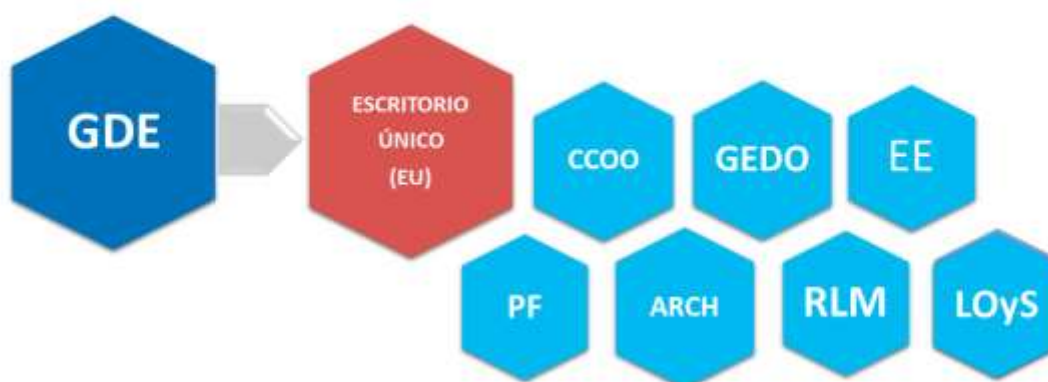 GDE
ESCRITORIO
ÚNICO
(EU)
CCOO
GEDO
EE
PF
ARCH
RLM
LOyS